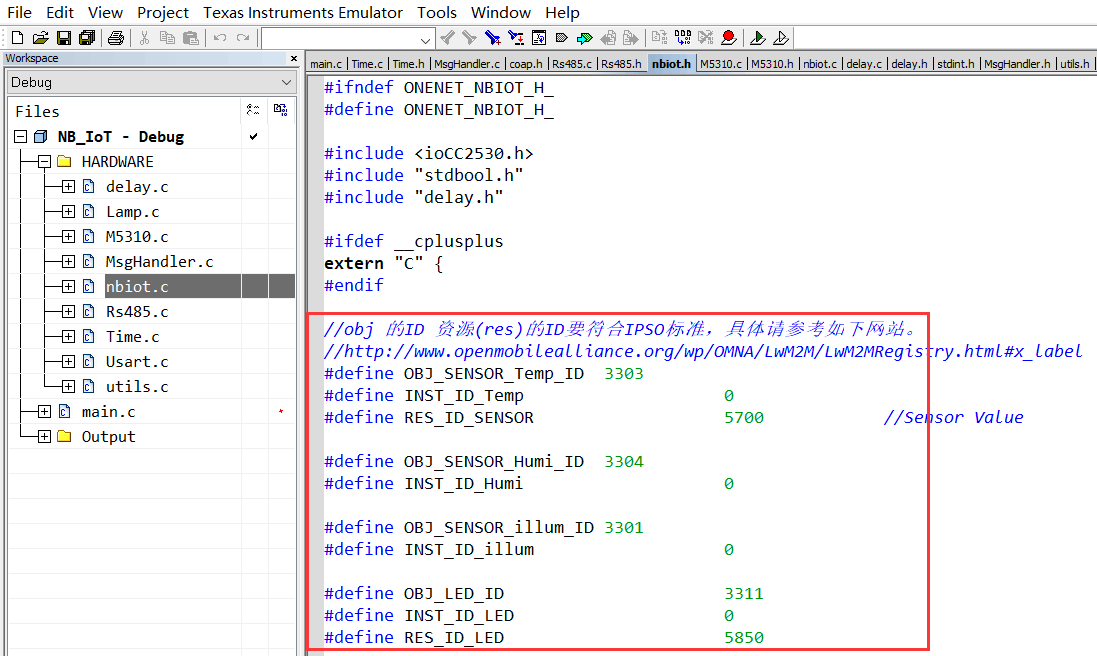 File Edit View Project Texas Instruments Emulator Tools Window Help
Workspace
Debug
Files
NB_IoT - Debug
HARDWARE
delay.c
Lamp.c
M5310.c
MsgHandler.c
nbiot.c
Rs485.c
Time.c
Usart.c
utils.c
main.c
Output
main.c Time.c Time.h MsgHandler.c coap.h Rs485.c Rs485.h nbiot.h M5310.c M5310.h nbiot.c delay.c delay.h stdint.h MsgHandler.h utils.h
#ifndef ONENET_NBIOT_H_
#define ONENET_NBIOT_H_
#include <ioCC2530.h>
#include "stdbool.h"
#include "delay.h"
#ifdef __cplusplus
extern "C" {
#endif
//obj 的ID 资源(res)的ID要符合IPSO标准，具体请参考如下网站。
//http://www.openmobilealliance.org/wp/OMNA/LwM2M/LwM2MRegistry.html#x_label
#define OBJ_SENSOR_Temp_ID 3303
#define INST_ID_Temp 0
#define RES_ID_SENSOR 5700 //Sensor Value
#define OBJ_SENSOR_Humi_ID 3304
#define INST_ID_Humi 0
#define OBJ_SENSOR_illum_ID 3301
#define INST_ID_illum 0
#define OBJ_LED_ID 3311
#define INST_ID_LED 0
#define RES_ID_LED 5850